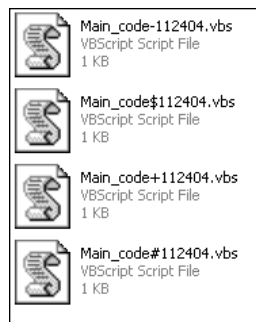 Main_code-112404.vbs
VBScript Script File
1 KB
Main_code$112404.vbs
VBScript Script File
1 KB
Main_code+112404.vbs
VBScript Script File
1 KB
Main_code#112404.vbs
VBScript Script File
1 KB